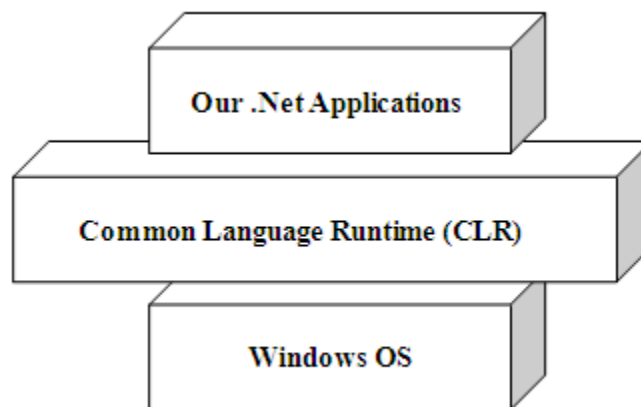 Our .Net Applications
Common Language Runtime (CLR)
Windows OS